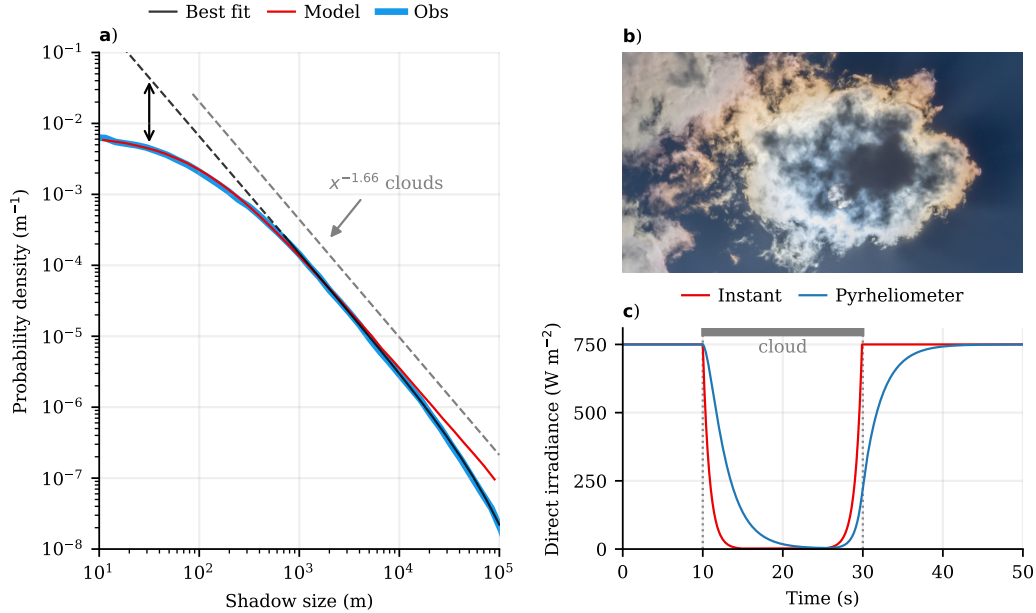 Best fit Model Obs
a)
10⁻¹
10⁻²
10⁻³
10⁻⁴
10⁻⁵
10⁻⁶
10⁻⁷
10⁻⁸
Probability density (m⁻¹)
x⁻¹·⁶⁶ clouds
10¹ 10² 10³ 10⁴ 10⁵
Shadow size (m)
b)
Instant Pyrheliometer
c)
cloud
750
500
250
0
Direct irradiance (W m⁻²)
0 10 20 30 40 50
Time (s)